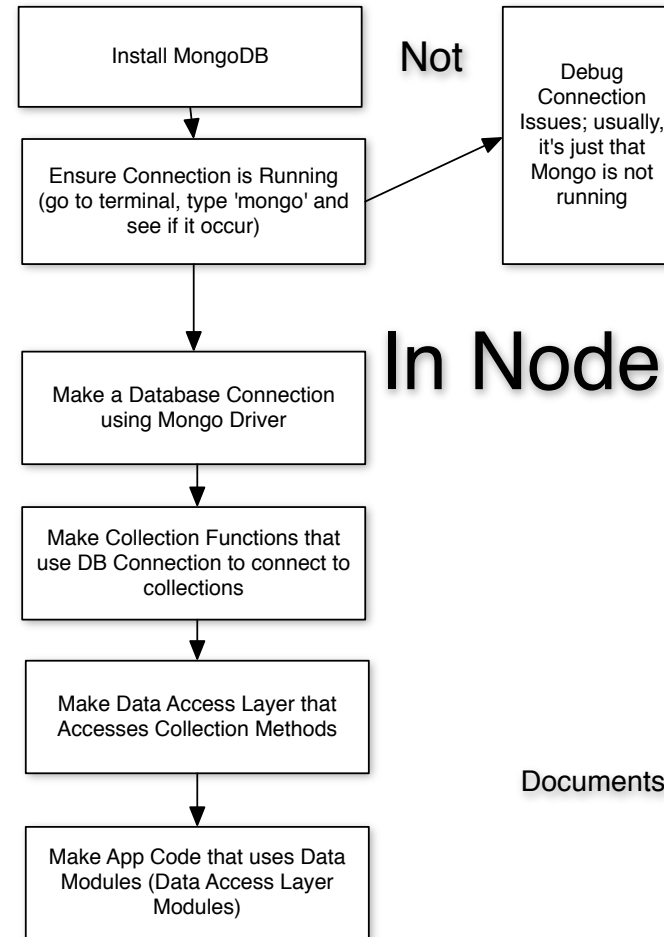 Install MongoDB
Not
Debug
Connection
Issues; usually,
it's just that
Mongo is not
running
Ensure Connection is Running
(go to terminal, type 'mongo' and
see if it occur)
In Node
Make a Database Connection
using Mongo Driver
Make Collection Functions that
use DB Connection to connect to
collections
Make Data Access Layer that
Accesses Collection Methods
Documents
Make App Code that uses Data
Modules (Data Access Layer
Modules)